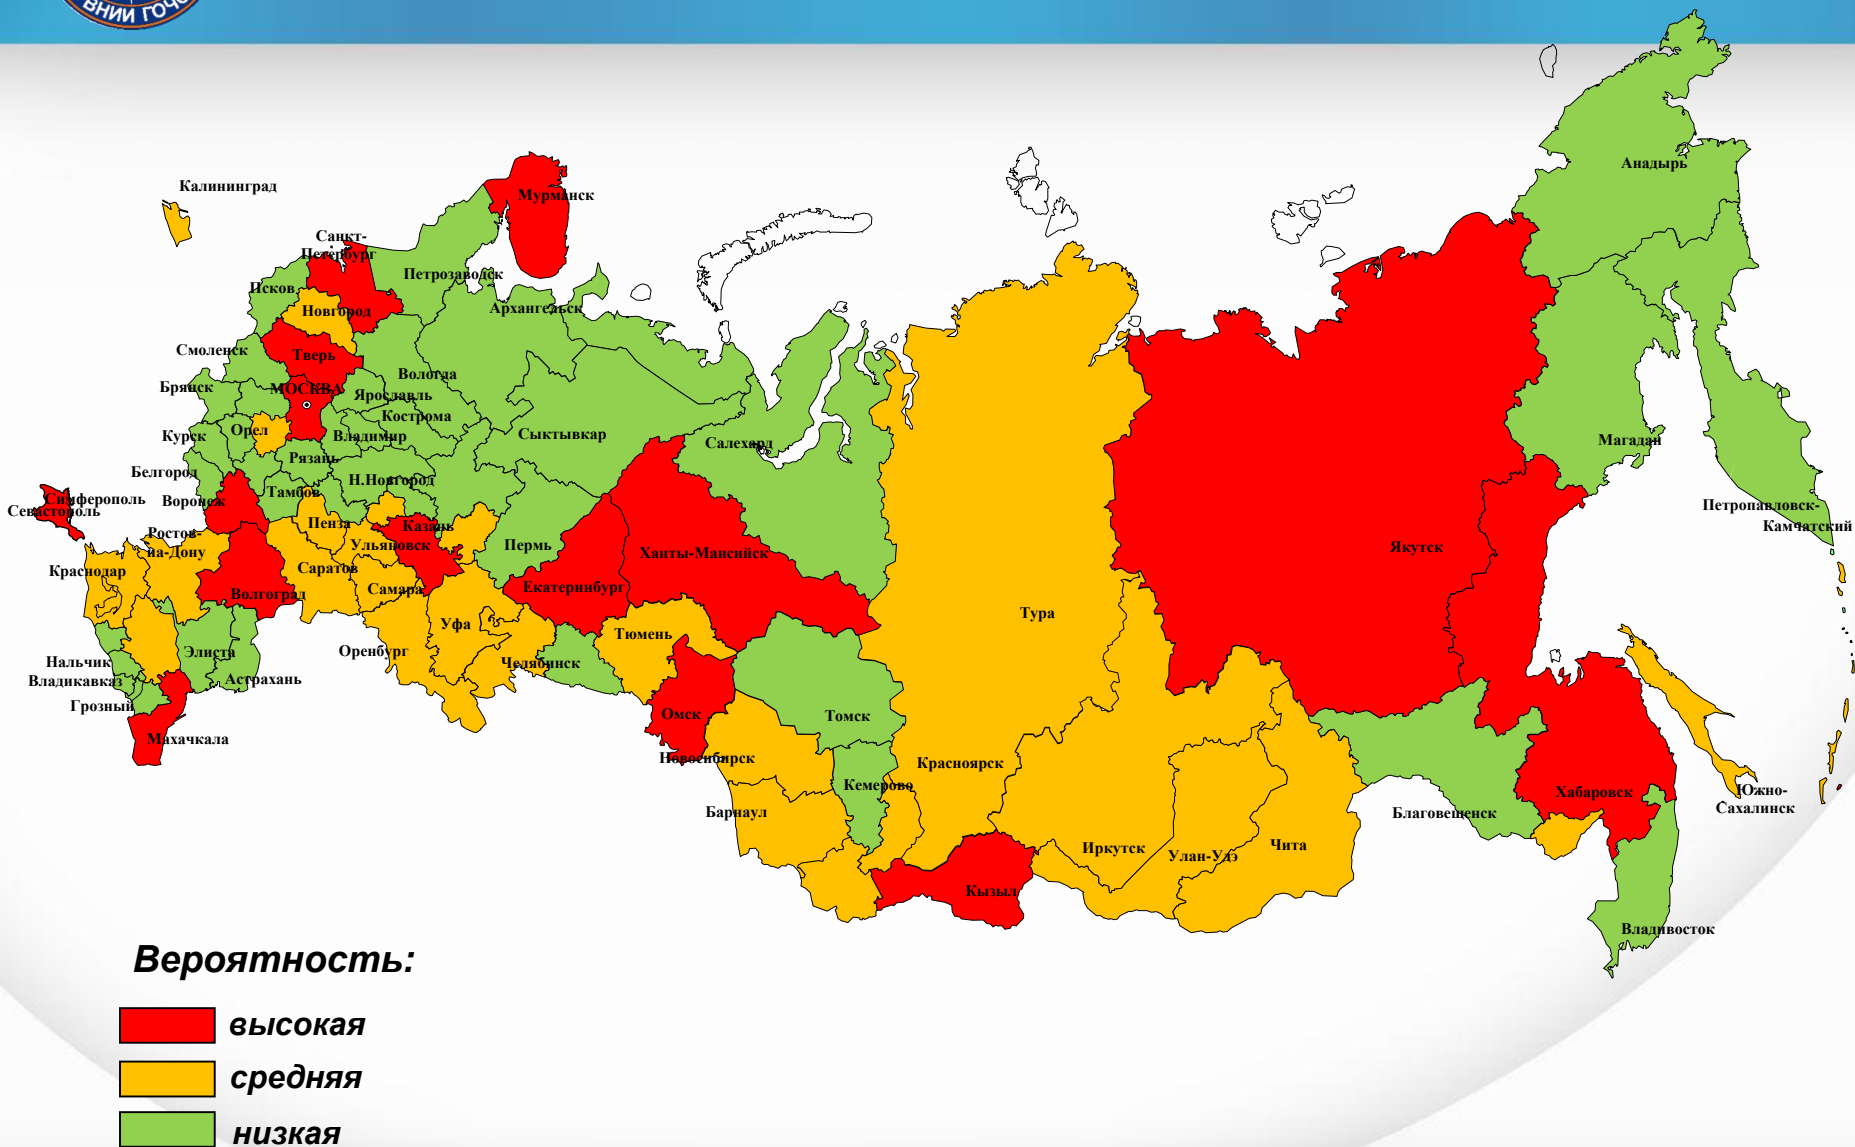 ВНИИ ГОЧС
Анадырь
Калининград
Мурманск
Санкт-
Петербург
Петрозаводск
Псков
Архангельск
Новгород
Смоленск
Тверь
Вологда
Брянск
МОСКВА
Ярославль
Кострома
Орел
Курск
Владимир
Сыктывкар
Салехард
Магадан
Рязань
Белгород
Н.Новгород
Тамбов
Симферополь
Воронеж
Севастополь
Петропавловск-
Камчатский
Пенза
Казань
Ростов-
на-Дону
Ульяновск
Пермь
Ханты-Мансийск
Якутск
Краснодар
Саратов
Самара
Екатеринбург
Волгоград
Тура
Уфа
Тюмень
Оренбург
Элиста
Нальчик
Челябинск
Владикавказ
Астрахань
Грозный
Омск
Томск
Махачкала
Новосибирск
Красноярск
Кемерово
Хабаровск
Южно-
Сахалинск
Барнаул
Благовещенск
Иркутск
Улан-Удэ
Чита
Кызыл
Владивосток
Вероятность:
высокая
средняя
низкая